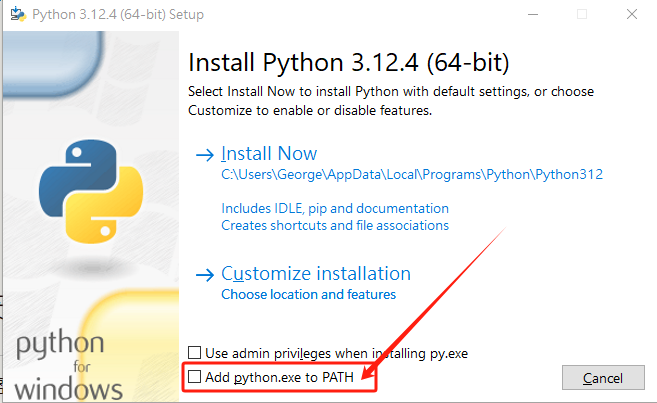 Python 3.12.4 (64-bit) Setup
Install Python 3.12.4 (64-bit)
Select Install Now to install Python with default settings, or choose
Customize to enable or disable features.
Install Now
C:\Users\George\AppData\Local\Programs\Python\Python312
Includes IDLE, pip and documentation
Creates shortcuts and file associations
Customize installation
Choose location and features
Use admin privileges when installing py.exe
Add python.exe to PATH
Cancel
python
for
windows